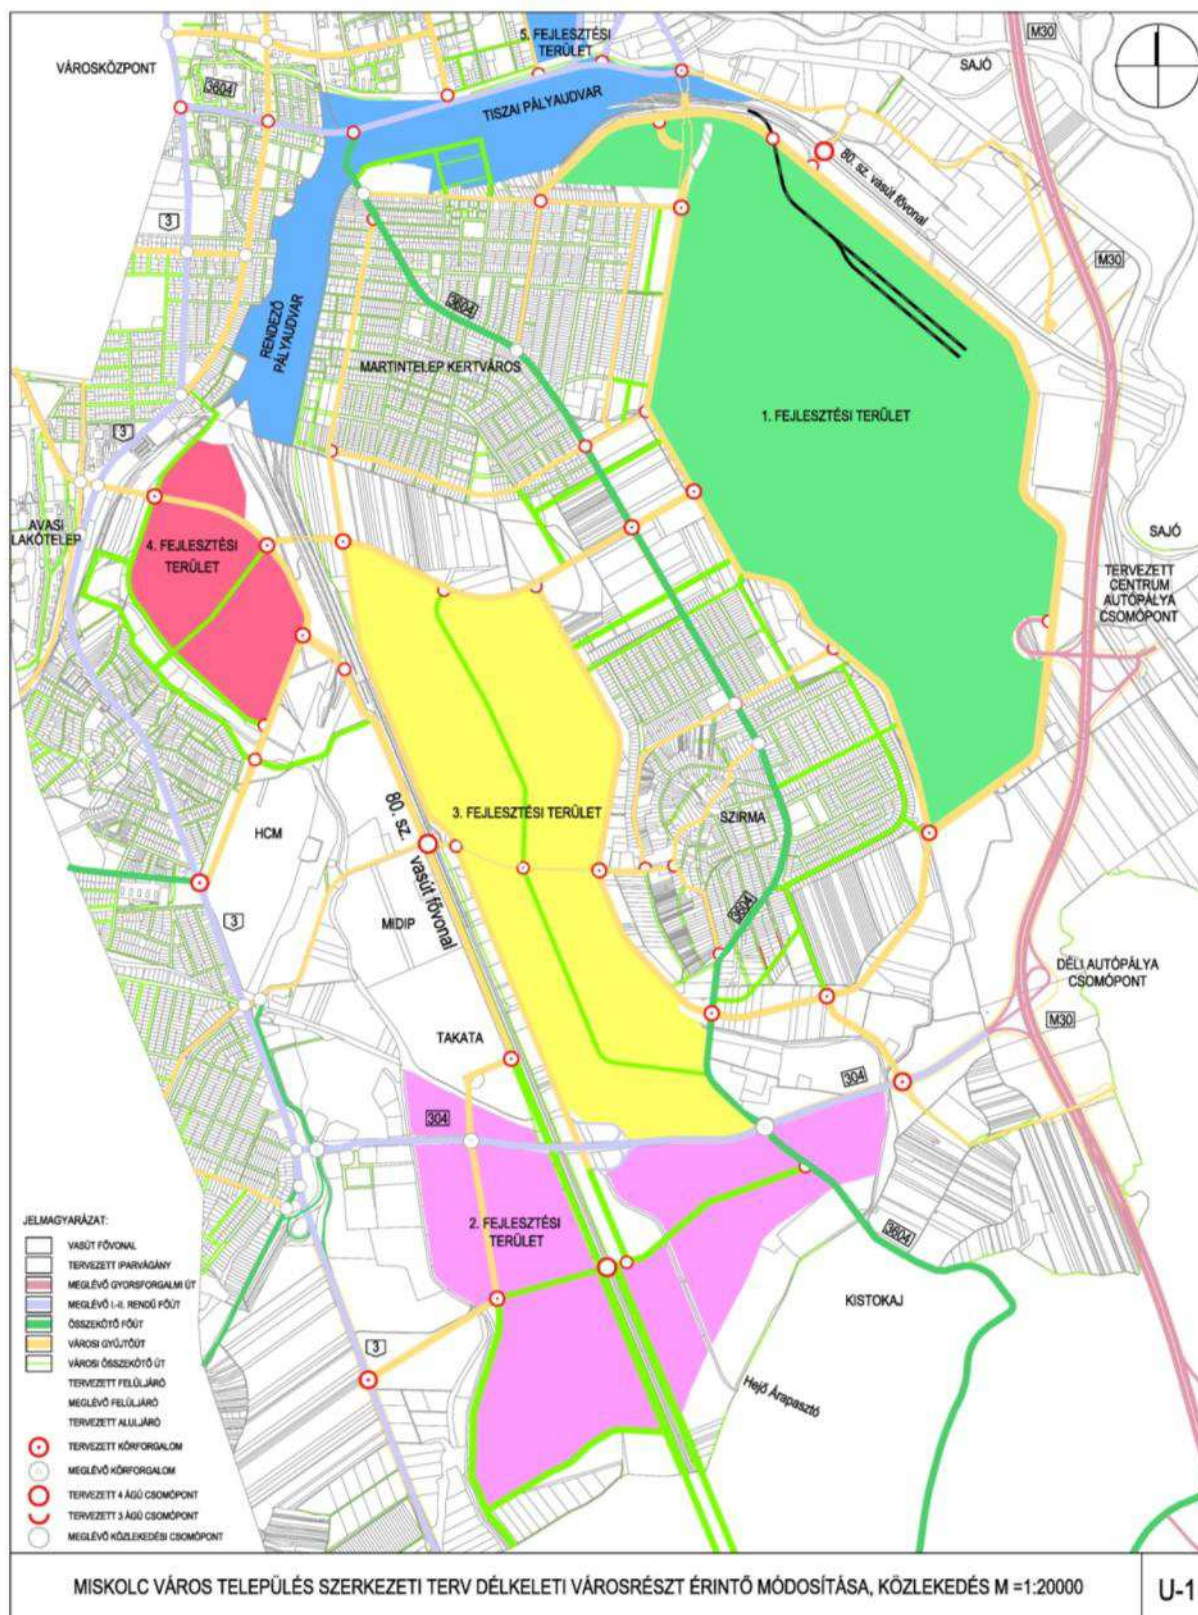 5. FEJLESZTÉSI
TERÜLET
M30
SAJÓ
VÁROSKÖZPONT
3604
TISZAI PÁLYAUDVAR
80. sz. vasút fővonal
3
M30
RENDEZŐ
PÁLYAUDVAR
3604
MARTINTELEP KERTVÁROS
1. FEJLESZTÉSI TERÜLET
3
AVASI
LAKÓTELEP
4. FEJLESZTÉSI
TERÜLET
SAJÓ
TERVEZETT
CENTRUM
AUTÓPÁLYA
CSOMÓPONT
80. sz. vasút fővonal
3. FEJLESZTÉSI TERÜLET
SZIRMA
HCM
3604
3
MIDIP
DÉLI AUTÓPÁLYA
CSOMÓPONT
M30
TAKATA
304
304
2. FEJLESZTÉSI
TERÜLET
3604
KISTOKAJ
3
Hejő Árapasztó
JELMAGYARÁZAT:
VASÚT FŐVONAL
TERVEZETT IPARVÁGÁNY
MEGLÉVŐ GYORSFORGALMI ÚT
MEGLÉVŐ I.-II. RENDŰ FŐÚT
ÖSSZEKÖTŐ FŐÚT
VÁROSI GYŰJTŐÚT
VÁROSI ÖSSZEKÖTŐ ÚT
TERVEZETT FELÜLJÁRÓ
MEGLÉVŐ FELÜLJÁRÓ
TERVEZETT ALULJÁRÓ
TERVEZETT KÖRFORGALOM
MEGLÉVŐ KÖRFORGALOM
TERVEZETT 4 ÁGÚ CSOMÓPONT
TERVEZETT 3 ÁGÚ CSOMÓPONT
MEGLÉVŐ KÖZLEKEDÉSI CSOMÓPONT
MISKOLC VÁROS TELEPÜLÉS SZERKEZETI TERV DÉLKELETI VÁROSRÉSZT ÉRINTŐ MÓDOSÍTÁSA, KÖZLEKEDÉS M =1:20000
U-1